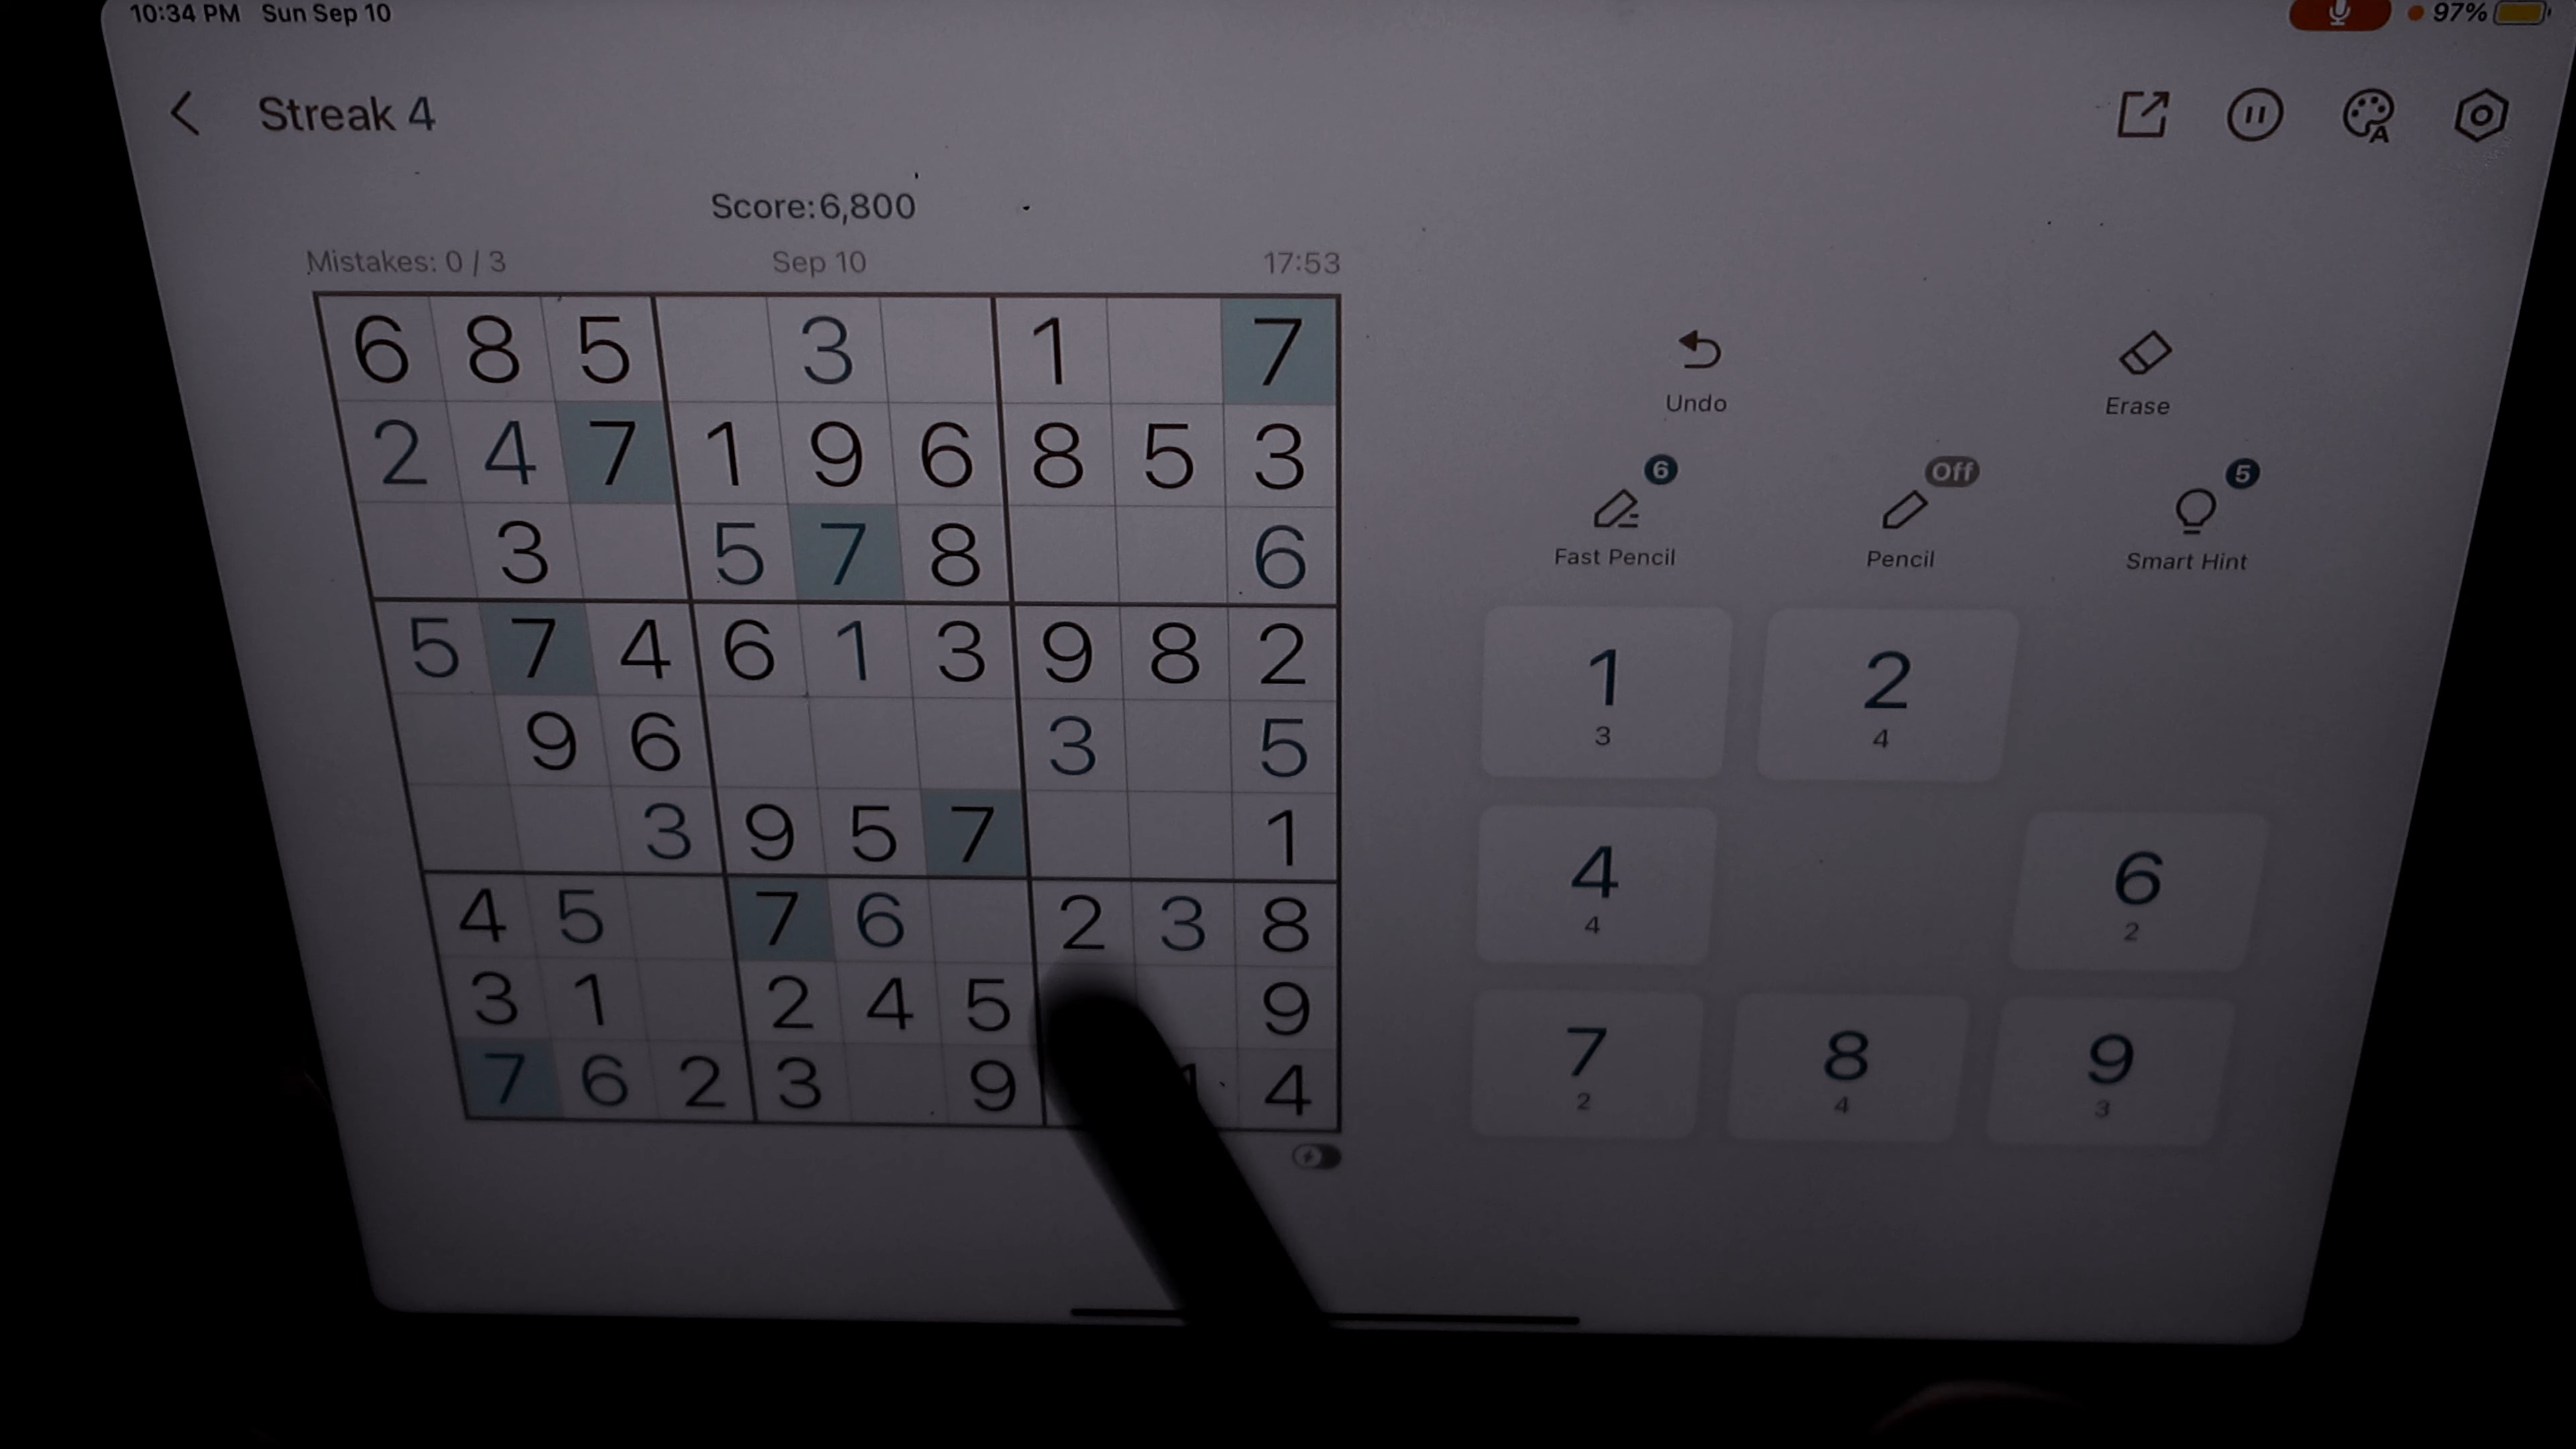 10:34 PM Sun Sep 10
97%
Streak 4
Score:6,800
Mistakes: 0 / 3
Sep 10
17:53
6 8 5 3 1 7
2 4 7 1 9 6 8 5 3
3 5 7 8 6
5 7 4 6 1 3 9 8 2
9 6 3 5
3 9 5 7 1
4 5 7 6 2 3 8
3 1 2 4 5 9
7 6 2 3 9 1 4
Undo
Erase
6
Off
5
Fast Pencil
Pencil
Smart Hint
1
3
2
4
4
4
6
2
7
2
8
4
9
3